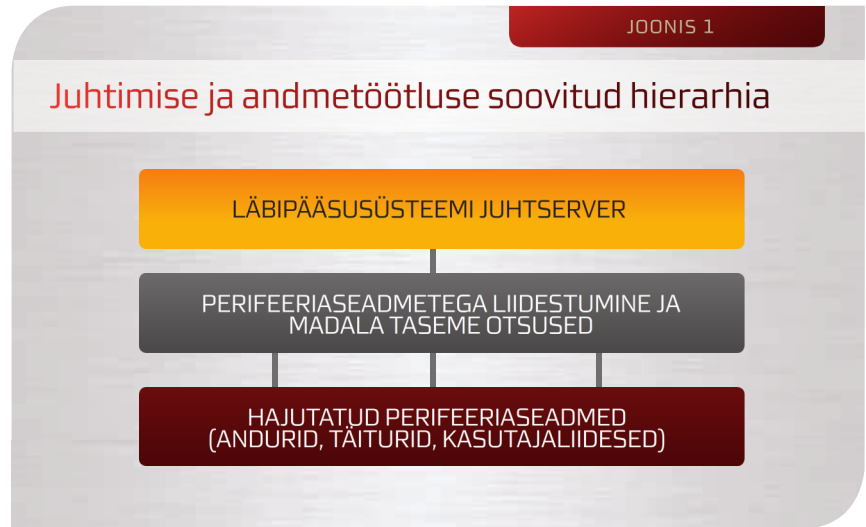 JOONIS 1
Juhtimise ja andmetöötluse soovitud hierarhia
LÄBIPÄÄSUSÜSTEEMI JUHTSERVER
PERIFEERIASEADMETEGA LIIDESTUMINE JA
MADALA TASEME OTSUSED
HAJUTATUD PERIFEERIASEADMED
(ANDURID, TÄITURID, KASUTAJALIIDESED)